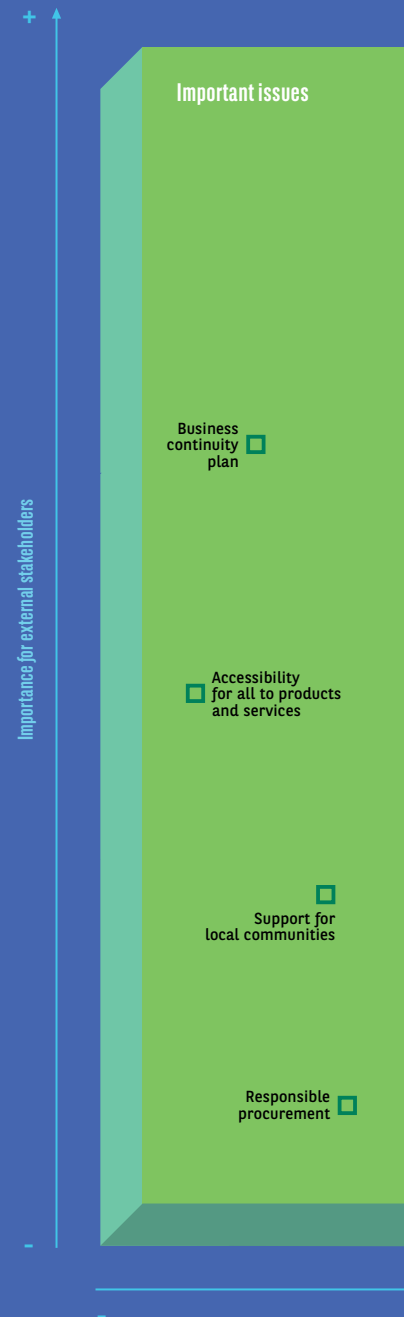 +
Important issues
Business
continuity
plan
Importance for external stakeholders
Accessibility
for all to products
and services
Support for
local communities
Responsible
procurement
-
-